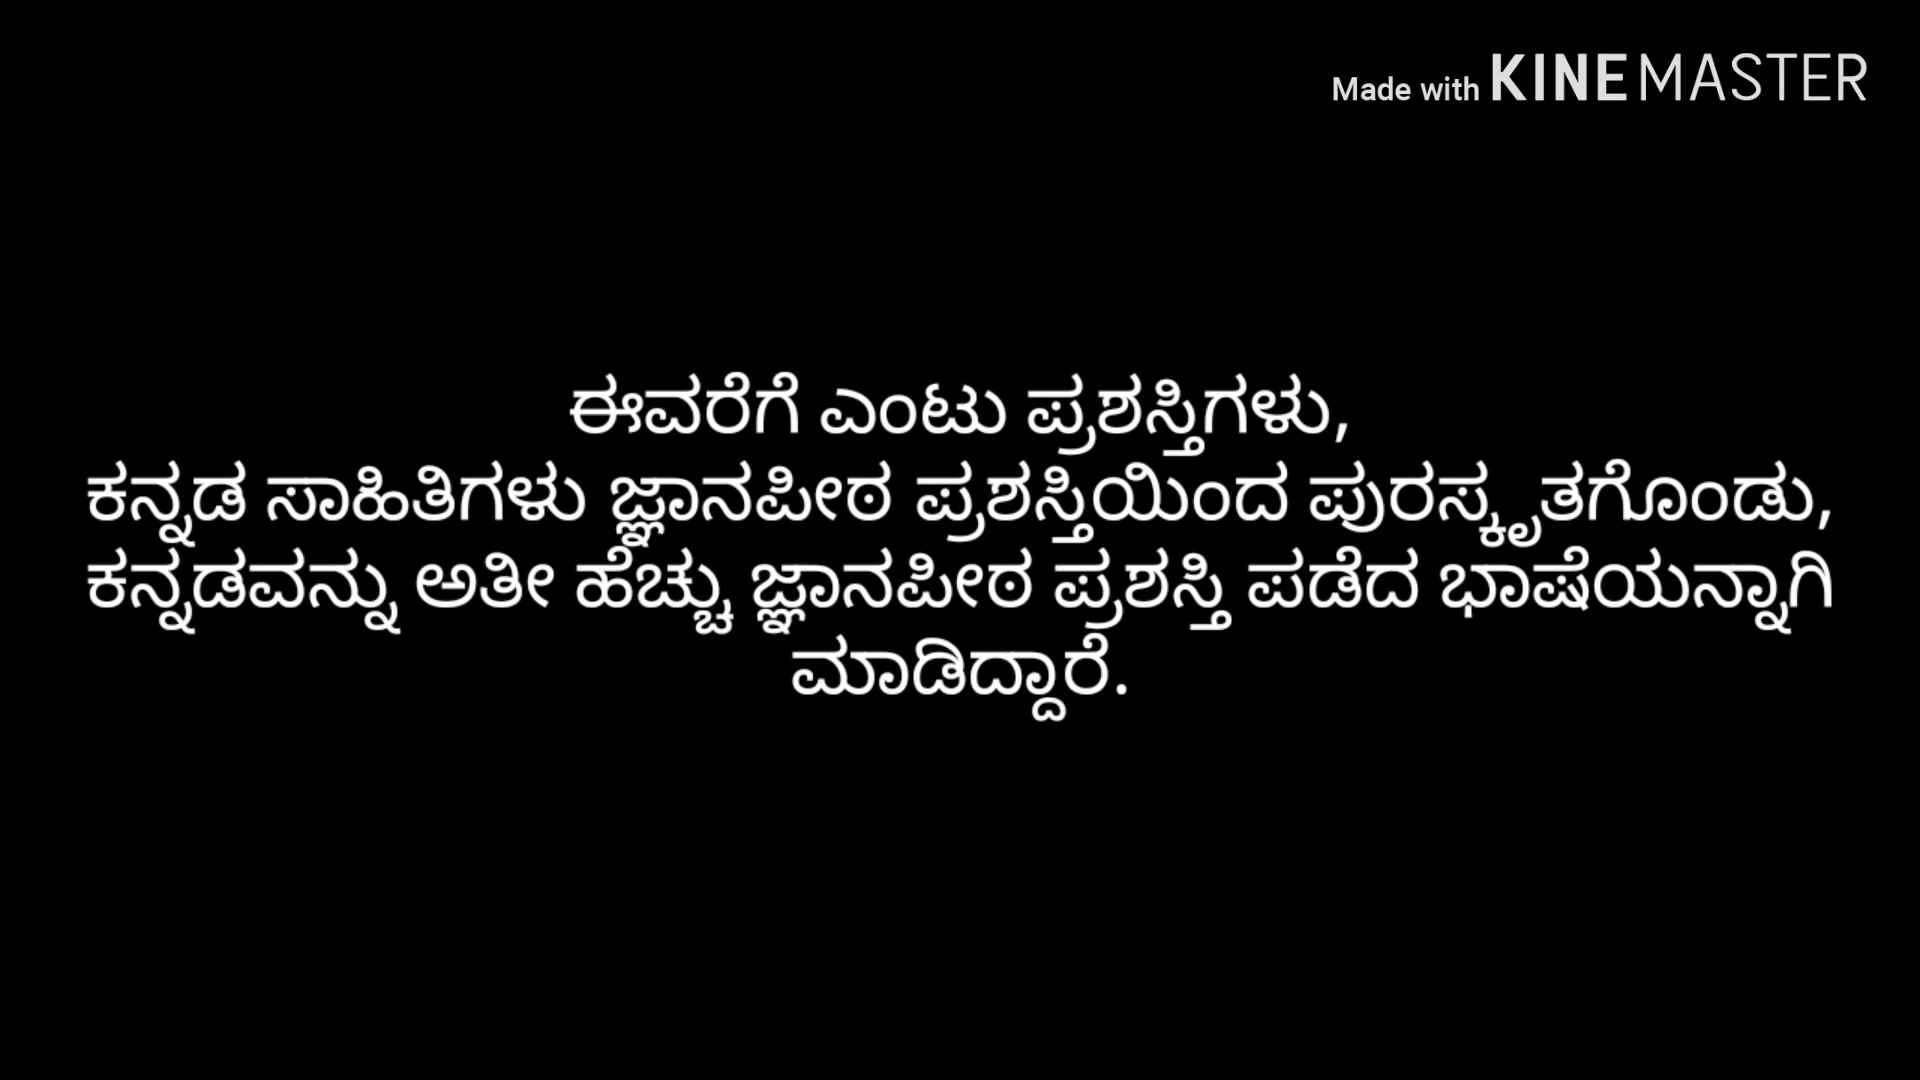 Made with KINEMASTER
ಈವರೆಗೆ ಎಂಟು ಪ್ರಶಸ್ತಿಗಳು,
ಕನ್ನಡ ಸಾಹಿತಿಗಳು ಜ್ಞಾನಪೀಠ ಪ್ರಶಸ್ತಿಯಿಂದ ಪುರಸ್ಕೃತಗೊಂಡು,
ಕನ್ನಡವನ್ನು ಅತೀ ಹೆಚ್ಚು ಜ್ಞಾನಪೀಠ ಪ್ರಶಸ್ತಿ ಪಡೆದ ಭಾಷೆಯನ್ನಾಗಿ
ಮಾಡಿದ್ದಾರೆ.